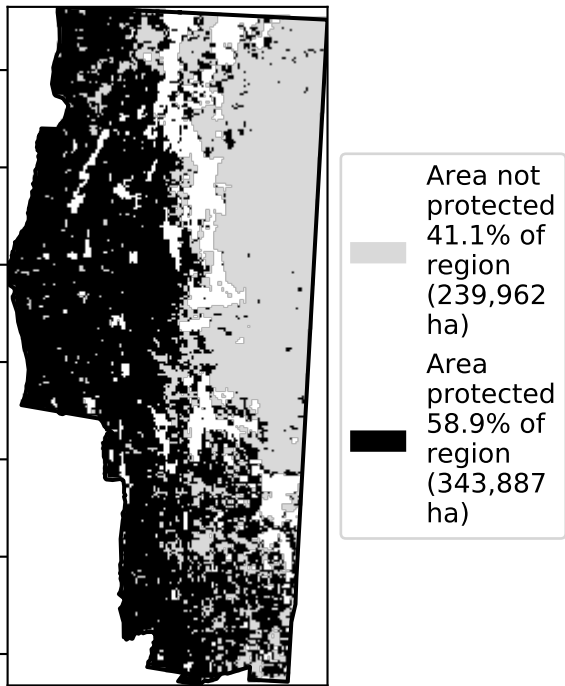 Area not
protected
41.1% of
region
(239,962
ha)
Area
protected
58.9% of
region
(343,887
ha)